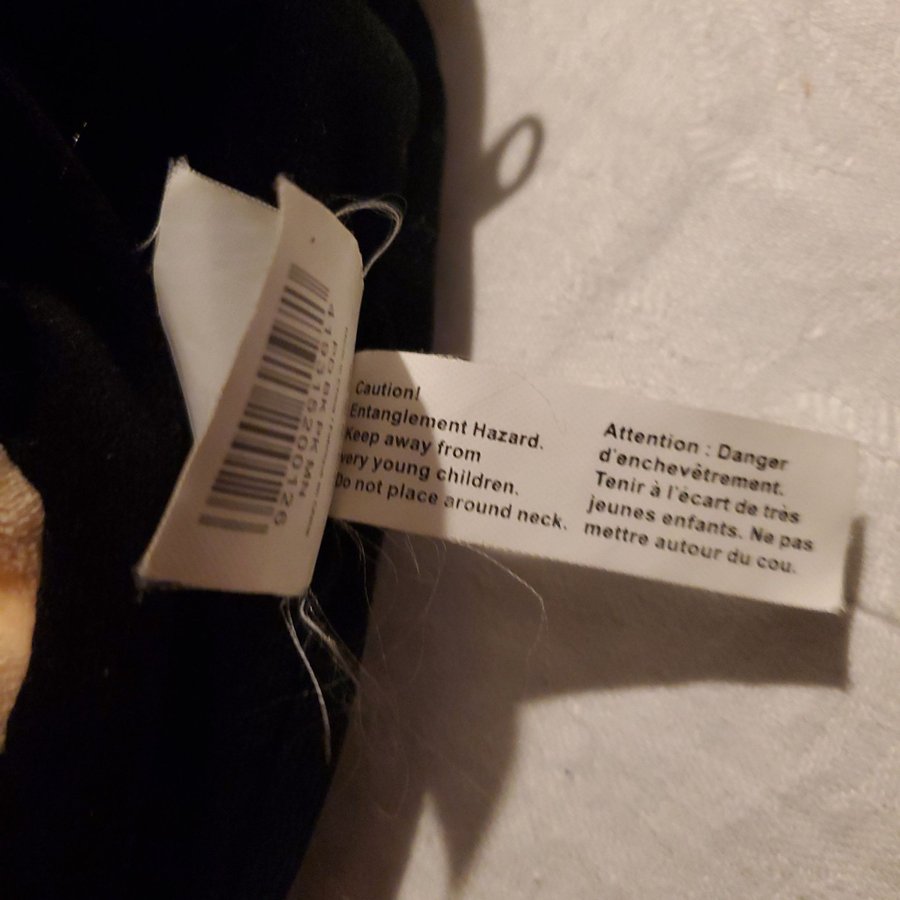 Caution!
Entanglement Hazard.
Keep away from
very young children.
Do not place around neck.
Attention : Danger
d'enchevêtrement.
Tenir à l'écart de très
jeunes enfants. Ne pas
mettre autour du cou.